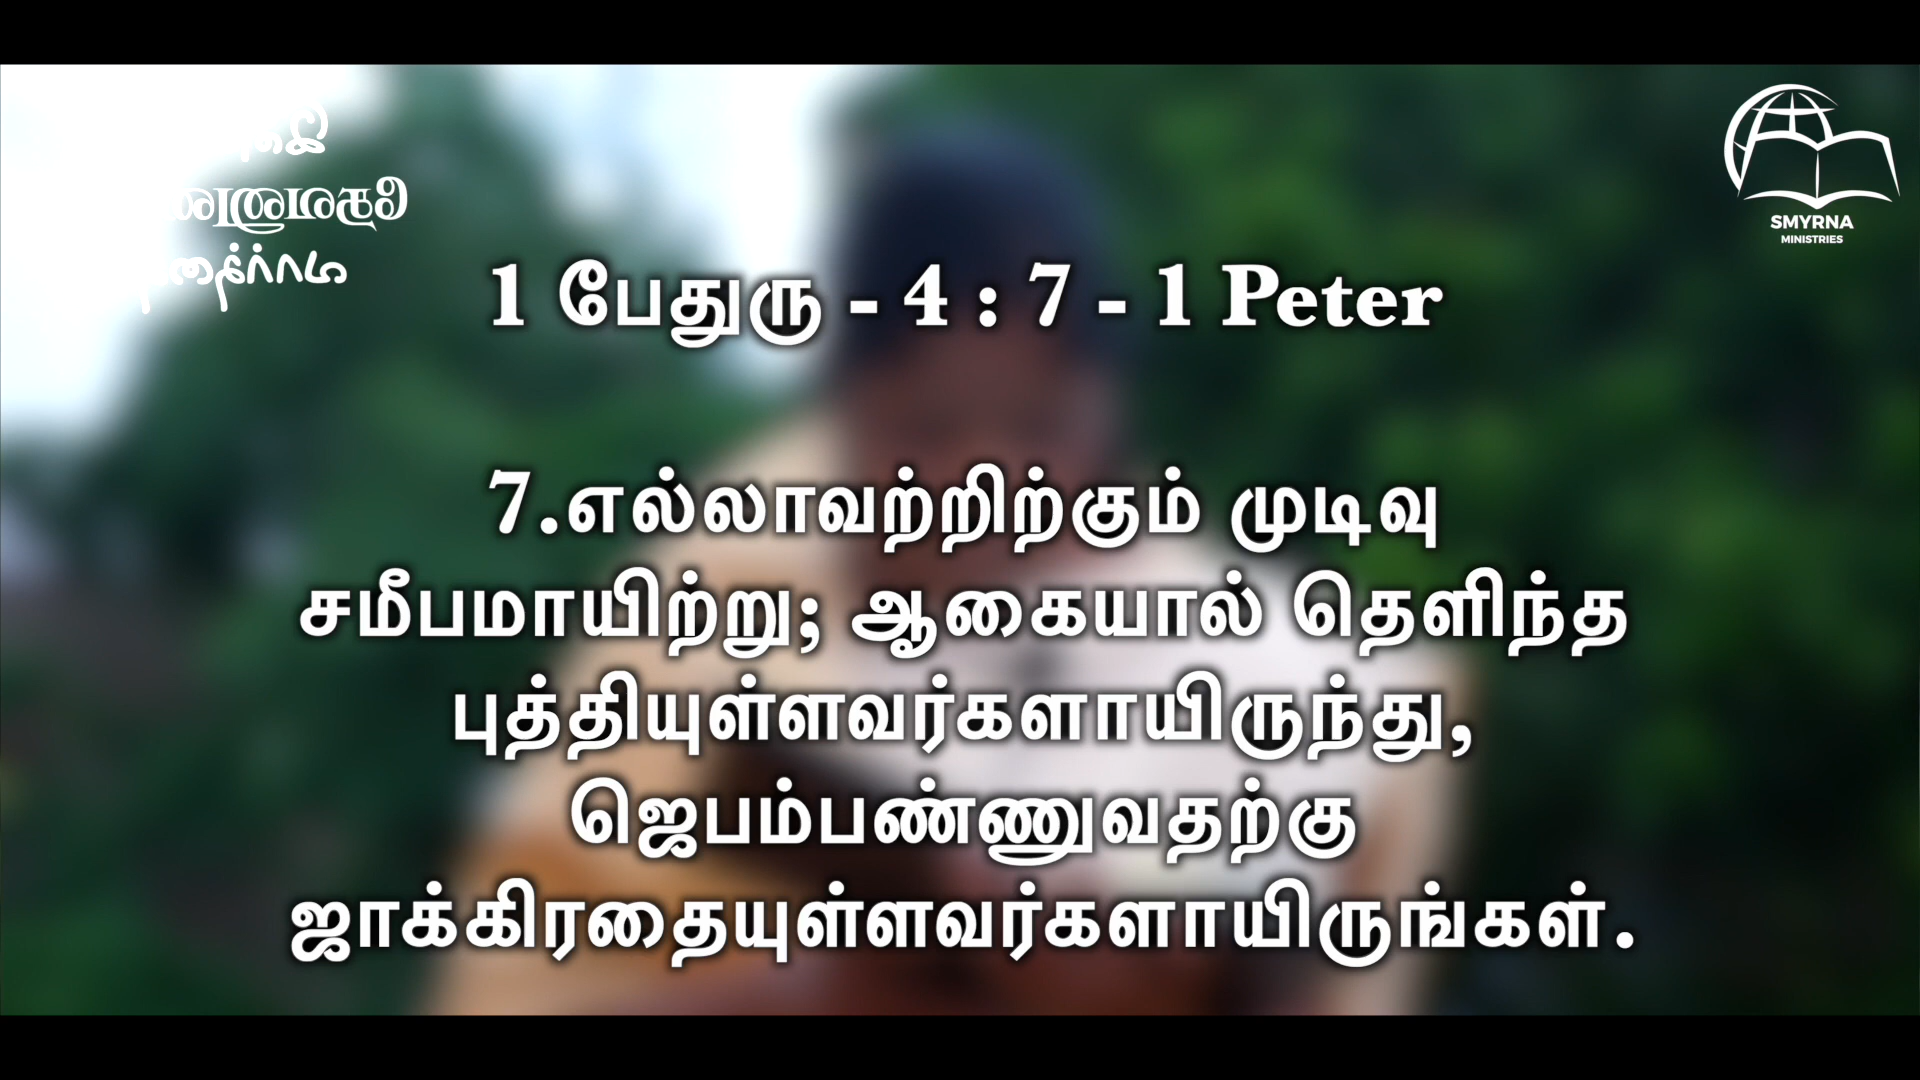 SMYRNA
MINISTRIES
1 பேதுரு - 4 : 7 - 1 Peter
7.எல்லாவற்றிற்கும் முடிவு
சமீபமாயிற்று; ஆகையால் தெளிந்த
புத்தியுள்ளவர்களாயிருந்து,
ஜெபம்பண்ணுவதற்கு
ஜாக்கிரதையுள்ளவர்களாயிருங்கள்.